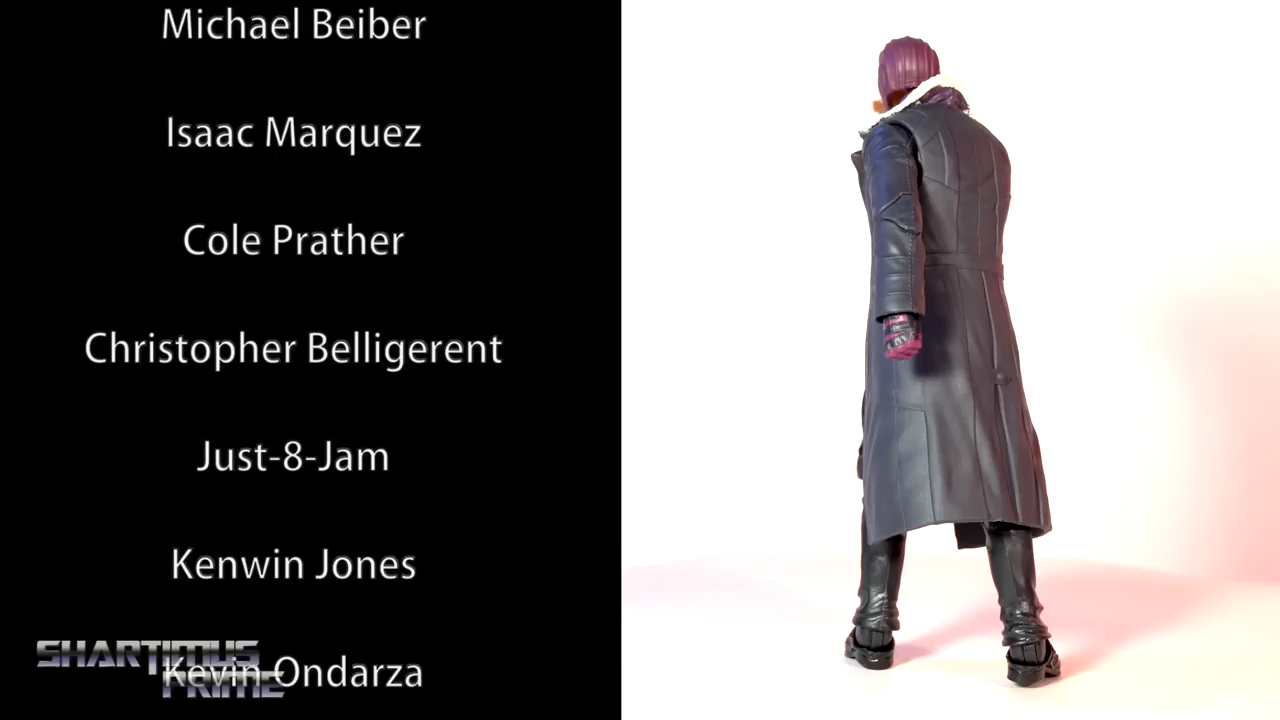 Michael Beiber
Isaac Marquez
Cole Prather
Christopher Belligerent
Just-8-Jam
Kenwin Jones
Kevin Ondarza
SHARTIMUS
PRIME